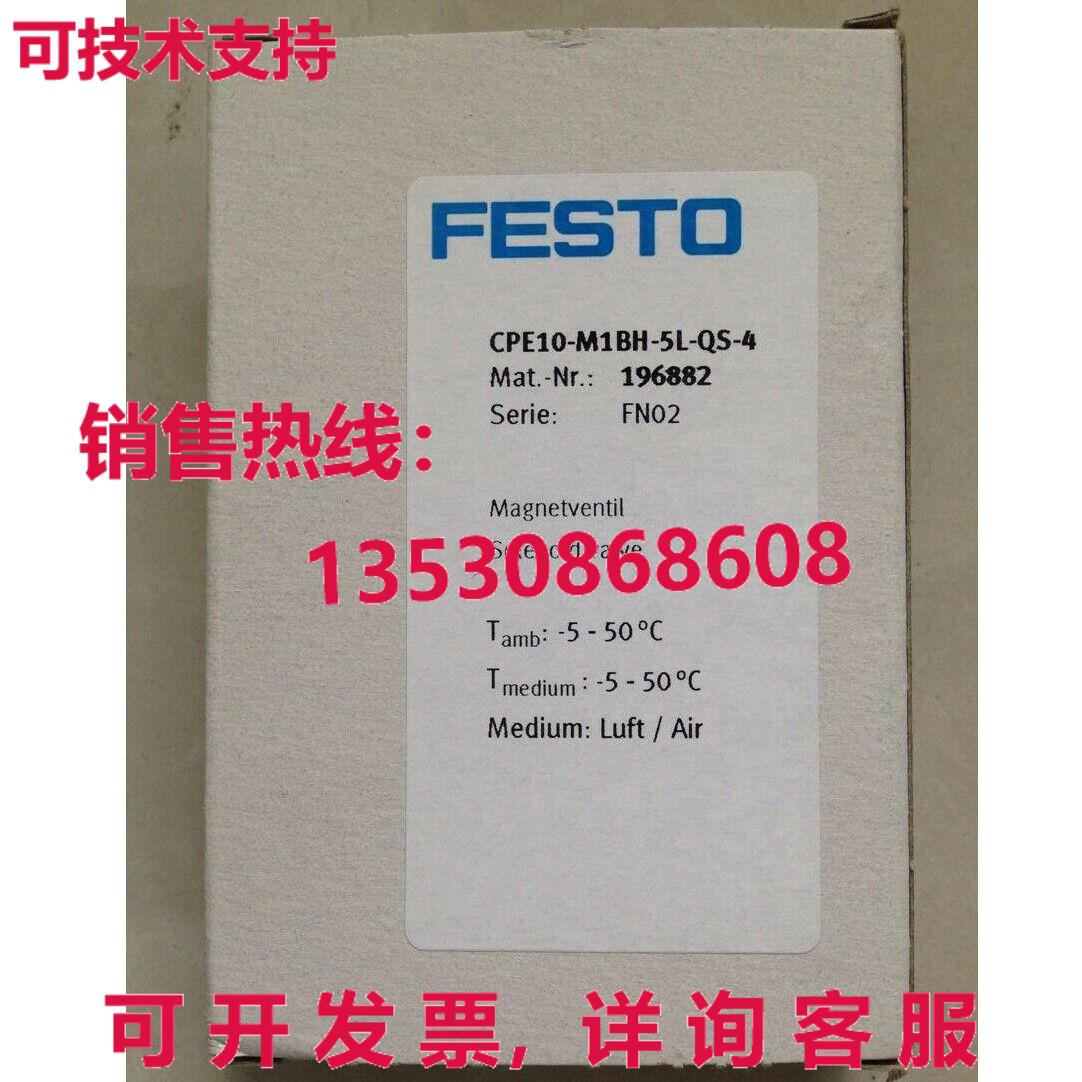 可技术支持
FESTO
CPE10-M1BH-5L-QS-4
Mat.-Nr.: 196882
Serie: FN02
销售热线：
Magnetventil
Solenoid valve
13530868608
Tamb: -5 - 50 °C
Tmedium : -5 - 50 °C
Medium: Luft / Air
可开发票, 详询客服